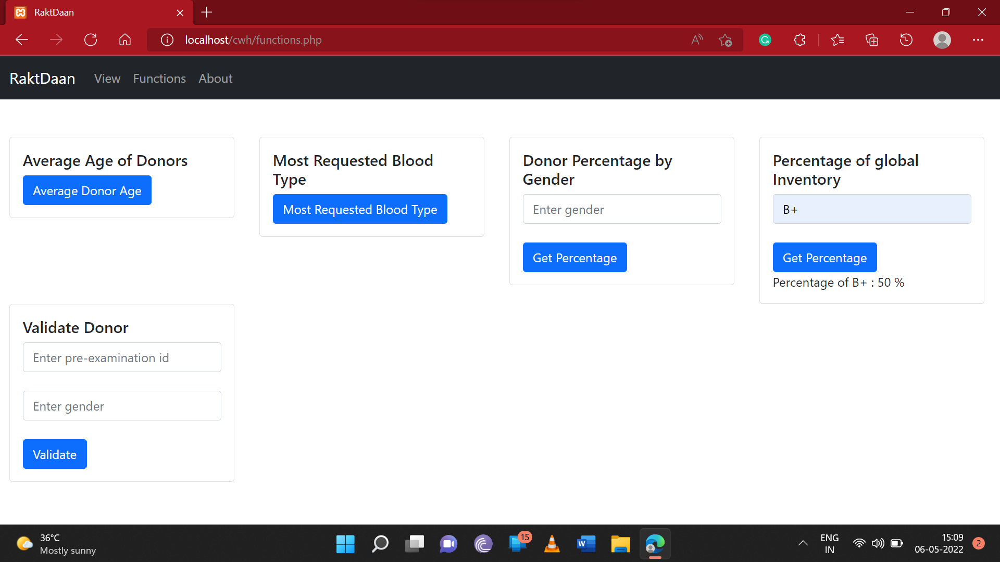 RaktDaan
localhost/cwh/functions.php
RaktDaan View Functions About
Average Age of Donors
Average Donor Age
Most Requested Blood
Type
Most Requested Blood Type
Donor Percentage by
Gender
Enter gender
Get Percentage
Percentage of global
Inventory
B+
Get Percentage
Percentage of B+ : 50 %
Validate Donor
Enter pre-examination id
Enter gender
Validate
36°C
Mostly sunny
15
W
ENG
IN
15:09
06-05-2022
2